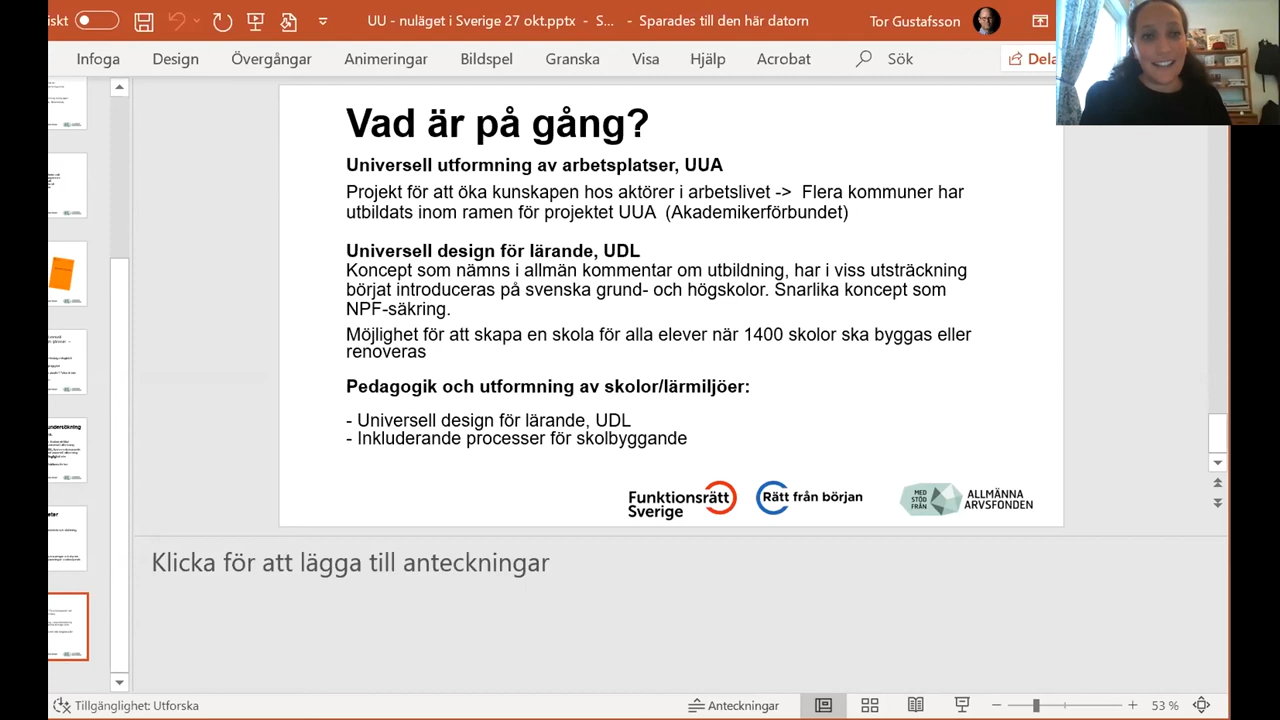 iskt
UU - nuläget i Sverige 27 okt.pptx - S... - Sparades till den här datorn
Tor Gustafsson
Infoga Design Övergångar Animeringar Bildspel Granska Visa Hjälp Acrobat Sök Dela
Vad är på gång?
Universell utformning av arbetsplatser, UUA
Projekt för att öka kunskapen hos aktörer i arbetslivet -> Flera kommuner har
utbildats inom ramen för projektet UUA (Akademikerförbundet)
Universell design för lärande, UDL
Koncept som nämns i allmän kommentar om utbildning, har i viss utsträckning
börjat introduceras på svenska grund- och högskolor. Snarlika koncept som
NPF-säkring.
Möjlighet för att skapa en skola för alla elever när 1400 skolor ska byggas eller
renoveras
Pedagogik och utformning av skolor/lärmiljöer:
- Universell design för lärande, UDL
- Inkluderande processer för skolbyggande
Funktionsrätt
Sverige
Rätt från början
MED
STÖD
FRÅN
ALLMÄNNA
ARVSFONDEN
Klicka för att lägga till anteckningar
Tillgänglighet: Utforska
Anteckningar
53 %